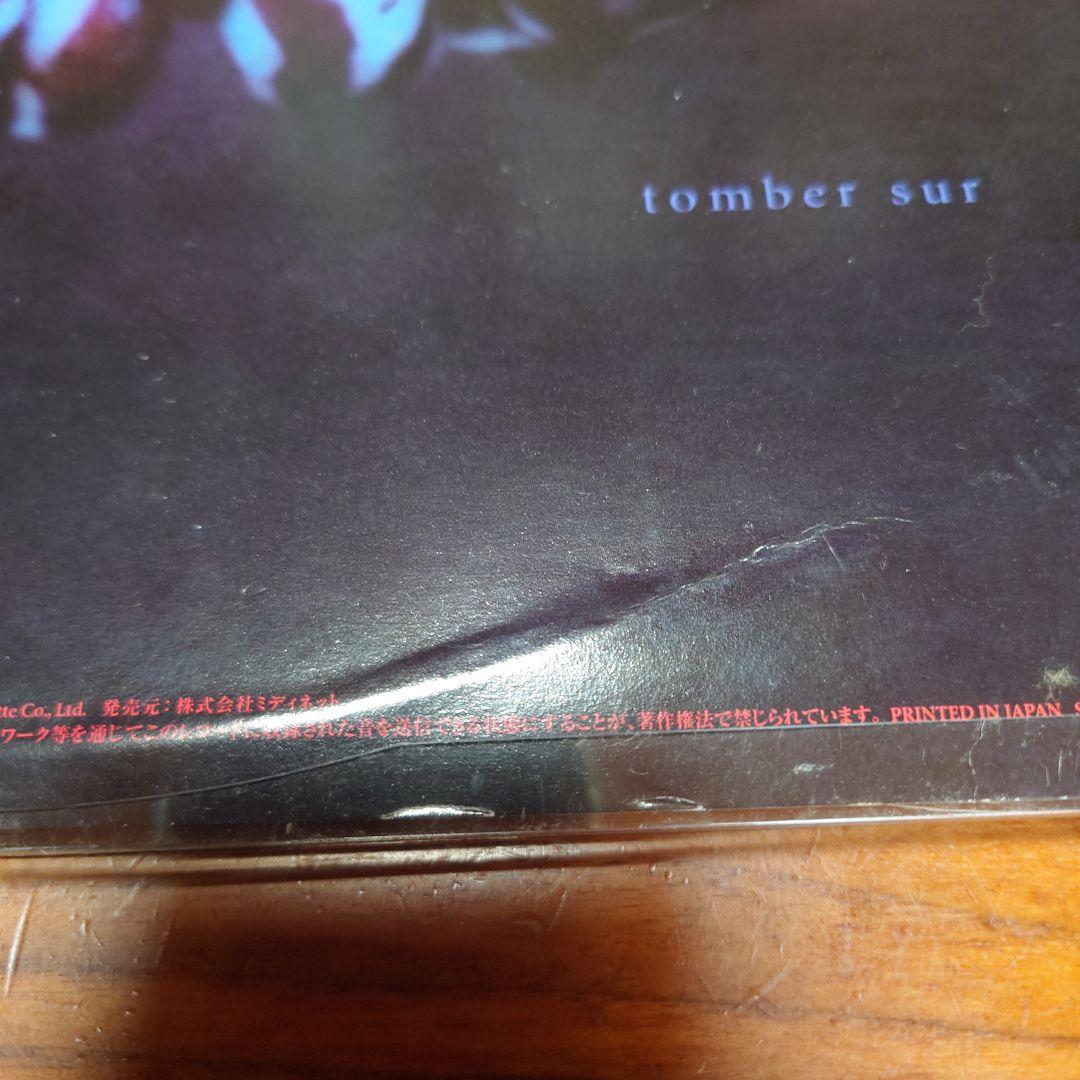 tomber sur
tte Co., Ltd. 発売元：株式会社ミディネット
ワーク等を通じてこのレコードに収録された音を送信できる状態にすることが、著作権法で禁じられています。PRINTED IN JAPAN